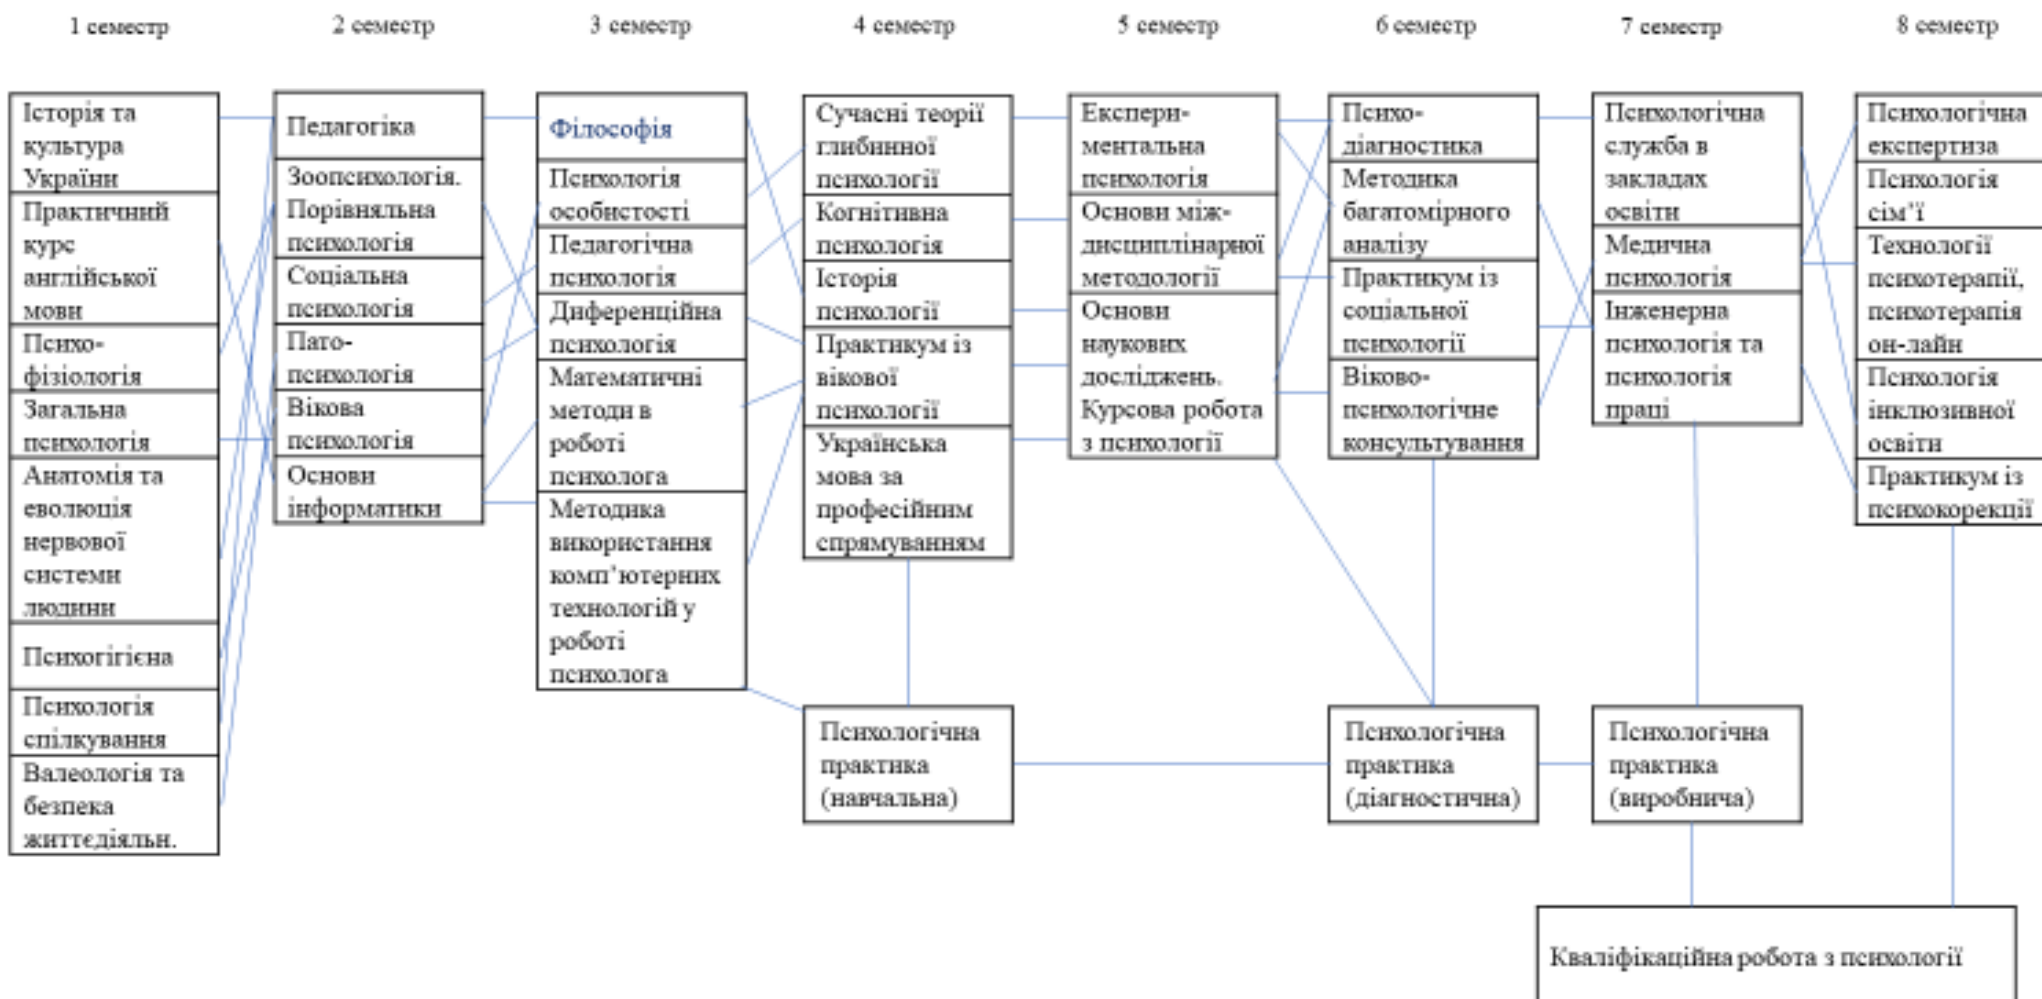 1 семестр
2 семестр
3 семестр
4 семестр
5 семестр
6 семестр
7 семестр
8 семестр
Історія та
культура
України
Практичний
курс
англійської
мови
Психо-
фізіологія
Загальна
психологія
Анатомія та
еволюція
нервової
системи
людини
Психогігієна
Психологія
спілкування
Валеологія та
безпека
життєдіяльн.
Педагогіка
Зоопсихологія.
Порівняльна
психологія
Соціальна
психологія
Пато-
психологія
Вікова
психологія
Основи
інформатики
Філософія
Психологія
особистості
Педагогічна
психологія
Диференційна
психологія
Математичні
методи в
роботі
психолога
Методика
використання
комп’ютерних
технологій у
роботі
психолога
Сучасні теорії
глибинної
психології
Когнітивна
психологія
Історія
психології
Практикум із
вікової
психології
Українська
мова за
професійним
спрямуванням
Психологічна
практика
(навчальна)
Експери-
ментальна
психологія
Основи між-
дисциплінарної
методології
Основи
наукових
досліджень.
Курсова робота
з психології
Психо-
діагностика
Методика
багатомірного
аналізу
Практикум із
соціальної
психології
Віково-
психологічне
консультування
Психологічна
практика
(діагностична)
Психологічна
служба в
закладах
освіти
Медична
психологія
Інженерна
психологія та
психологія
праці
Психологічна
практика
(виробнича)
Психологічна
експертиза
Психологія
сім’ї
Технології
психотерапії,
психотерапія
он-лайн
Психологія
інклюзивної
освіти
Практикум із
психокорекції
Кваліфікаційна робота з психології